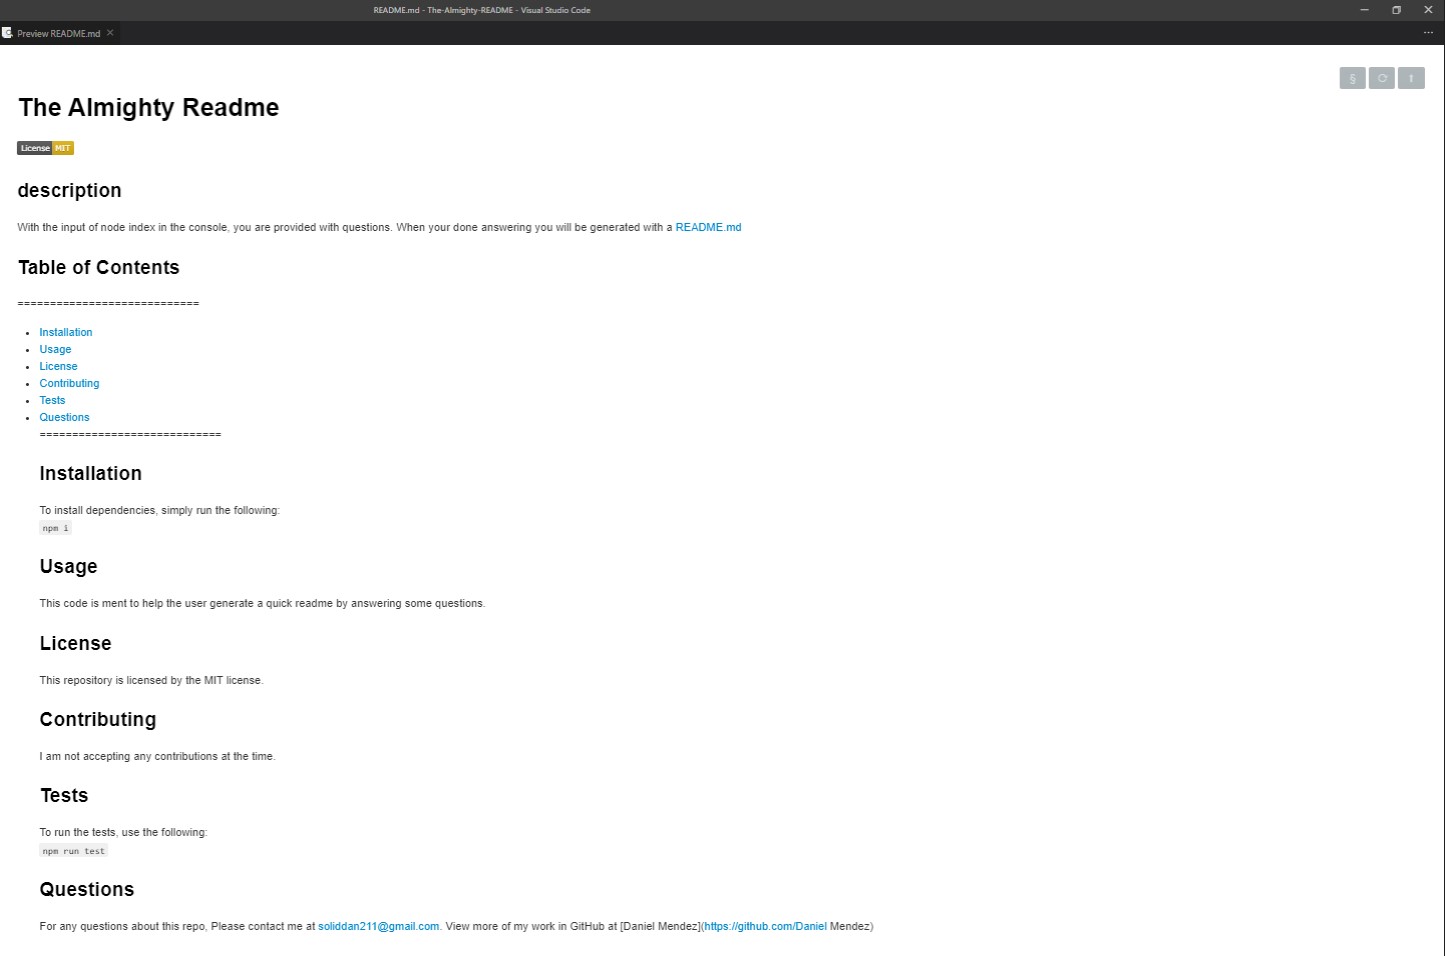 README.md - The-Almighty-README - Visual Studio Code
Preview README.md
The Almighty Readme
License MIT
description
With the input of node index in the console, you are provided with questions. When your done answering you will be generated with a README.md
Table of Contents
============================
Installation
Usage
License
Contributing
Tests
Questions
============================
Installation
To install dependencies, simply run the following:
npm i
Usage
This code is ment to help the user generate a quick readme by answering some questions.
License
This repository is licensed by the MIT license.
Contributing
I am not accepting any contributions at the time.
Tests
To run the tests, use the following:
npm run test
Questions
For any questions about this repo, Please contact me at soliddan211@gmail.com. View more of my work in GitHub at [Daniel Mendez](https://github.com/Daniel Mendez)